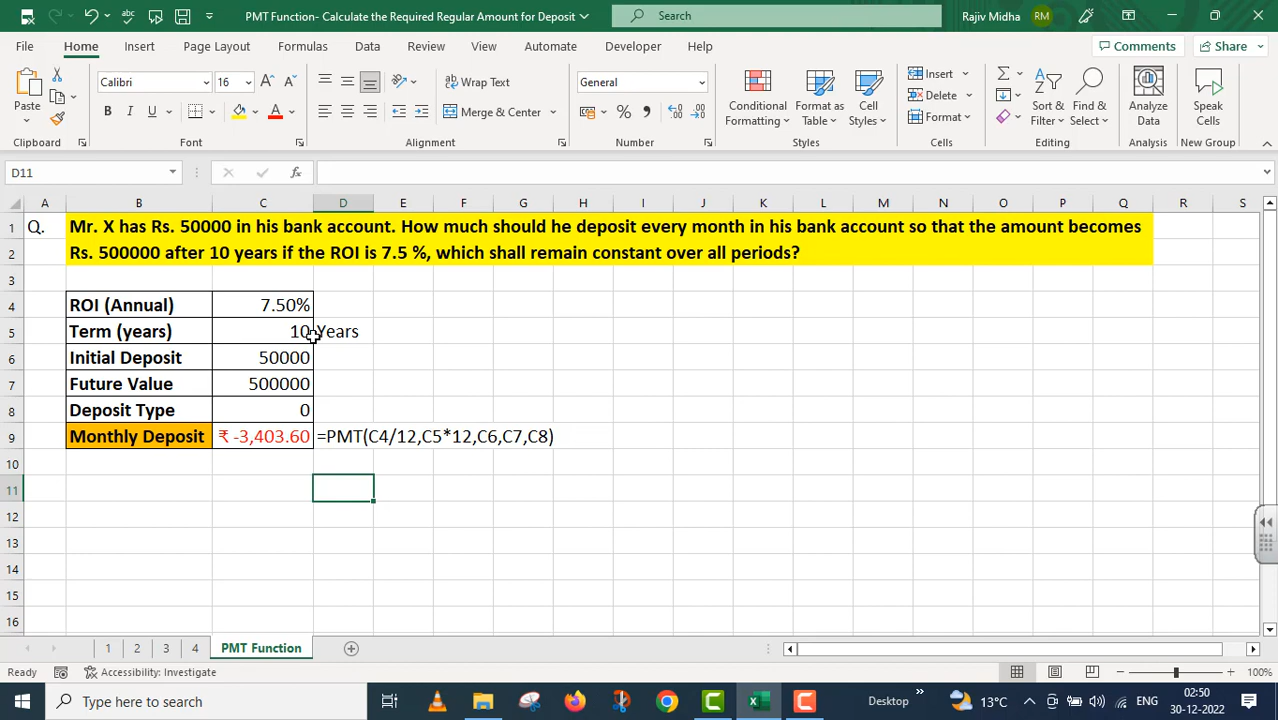 PMT Function- Calculate the Required Regular Amount for Deposit
Search
Rajiv Midha
RM
File Home Insert Page Layout Formulas Data Review View Automate Developer Help
Comments
Share
Paste
Calibri
16
Wrap Text
Merge & Center
General
Conditional Formatting
Format as Table
Cell Styles
Insert
Delete
Format
Sort & Filter
Find & Select
Analyze Data
Speak Cells
Clipboard
Font
Alignment
Number
Styles
Cells
Editing
Analysis
New Group
D11
fx
A B C D E F G H I J K L M N O P Q R S
1 Q. Mr. X has Rs. 50000 in his bank account. How much should he deposit every month in his bank account so that the amount becomes
2 Rs. 500000 after 10 years if the ROI is 7.5 %, which shall remain constant over all periods?
3
4 ROI (Annual) 7.50%
5 Term (years) 10 Years
6 Initial Deposit 50000
7 Future Value 500000
8 Deposit Type 0
9 Monthly Deposit ₹ -3,403.60 =PMT(C4/12,C5*12,C6,C7,C8)
10
11
12
13
14
15
16
1 2 3 4 PMT Function
Ready
Accessibility: Investigate
100%
Type here to search
Desktop
13°C
ENG
02:50
30-12-2022